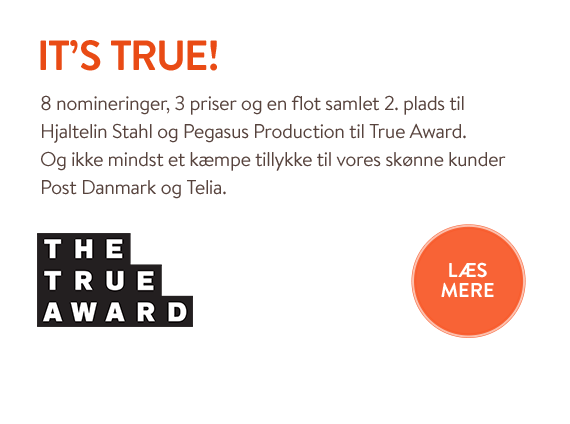 IT'S TRUE!
8 nomineringer, 3 priser og en flot samlet 2. plads til
Hjaltelin Stahl og Pegasus Production til True Award.
Og ikke mindst et kæmpe tillykke til vores skønne kunder
Post Danmark og Telia.
THE
TRUE
AWARD
LÆS
MERE